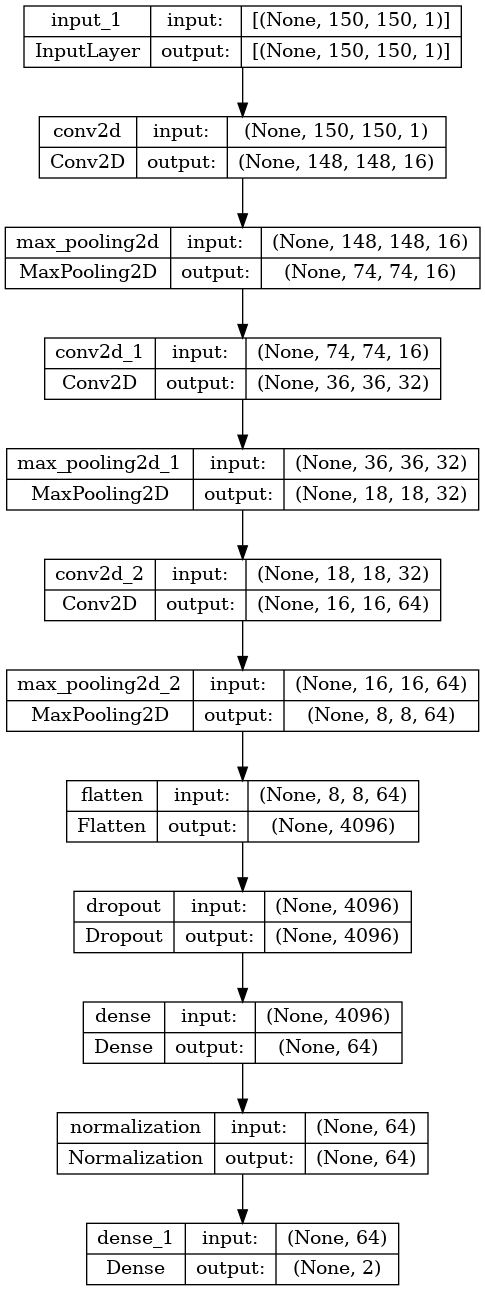 input_1 input: [(None, 150, 150, 1)]
InputLayer output: [(None, 150, 150, 1)]
conv2d input: (None, 150, 150, 1)
Conv2D output: (None, 148, 148, 16)
max_pooling2d input: (None, 148, 148, 16)
MaxPooling2D output: (None, 74, 74, 16)
conv2d_1 input: (None, 74, 74, 16)
Conv2D output: (None, 36, 36, 32)
max_pooling2d_1 input: (None, 36, 36, 32)
MaxPooling2D output: (None, 18, 18, 32)
conv2d_2 input: (None, 18, 18, 32)
Conv2D output: (None, 16, 16, 64)
max_pooling2d_2 input: (None, 16, 16, 64)
MaxPooling2D output: (None, 8, 8, 64)
flatten input: (None, 8, 8, 64)
Flatten output: (None, 4096)
dropout input: (None, 4096)
Dropout output: (None, 4096)
dense input: (None, 4096)
Dense output: (None, 64)
normalization input: (None, 64)
Normalization output: (None, 64)
dense_1 input: (None, 64)
Dense output: (None, 2)